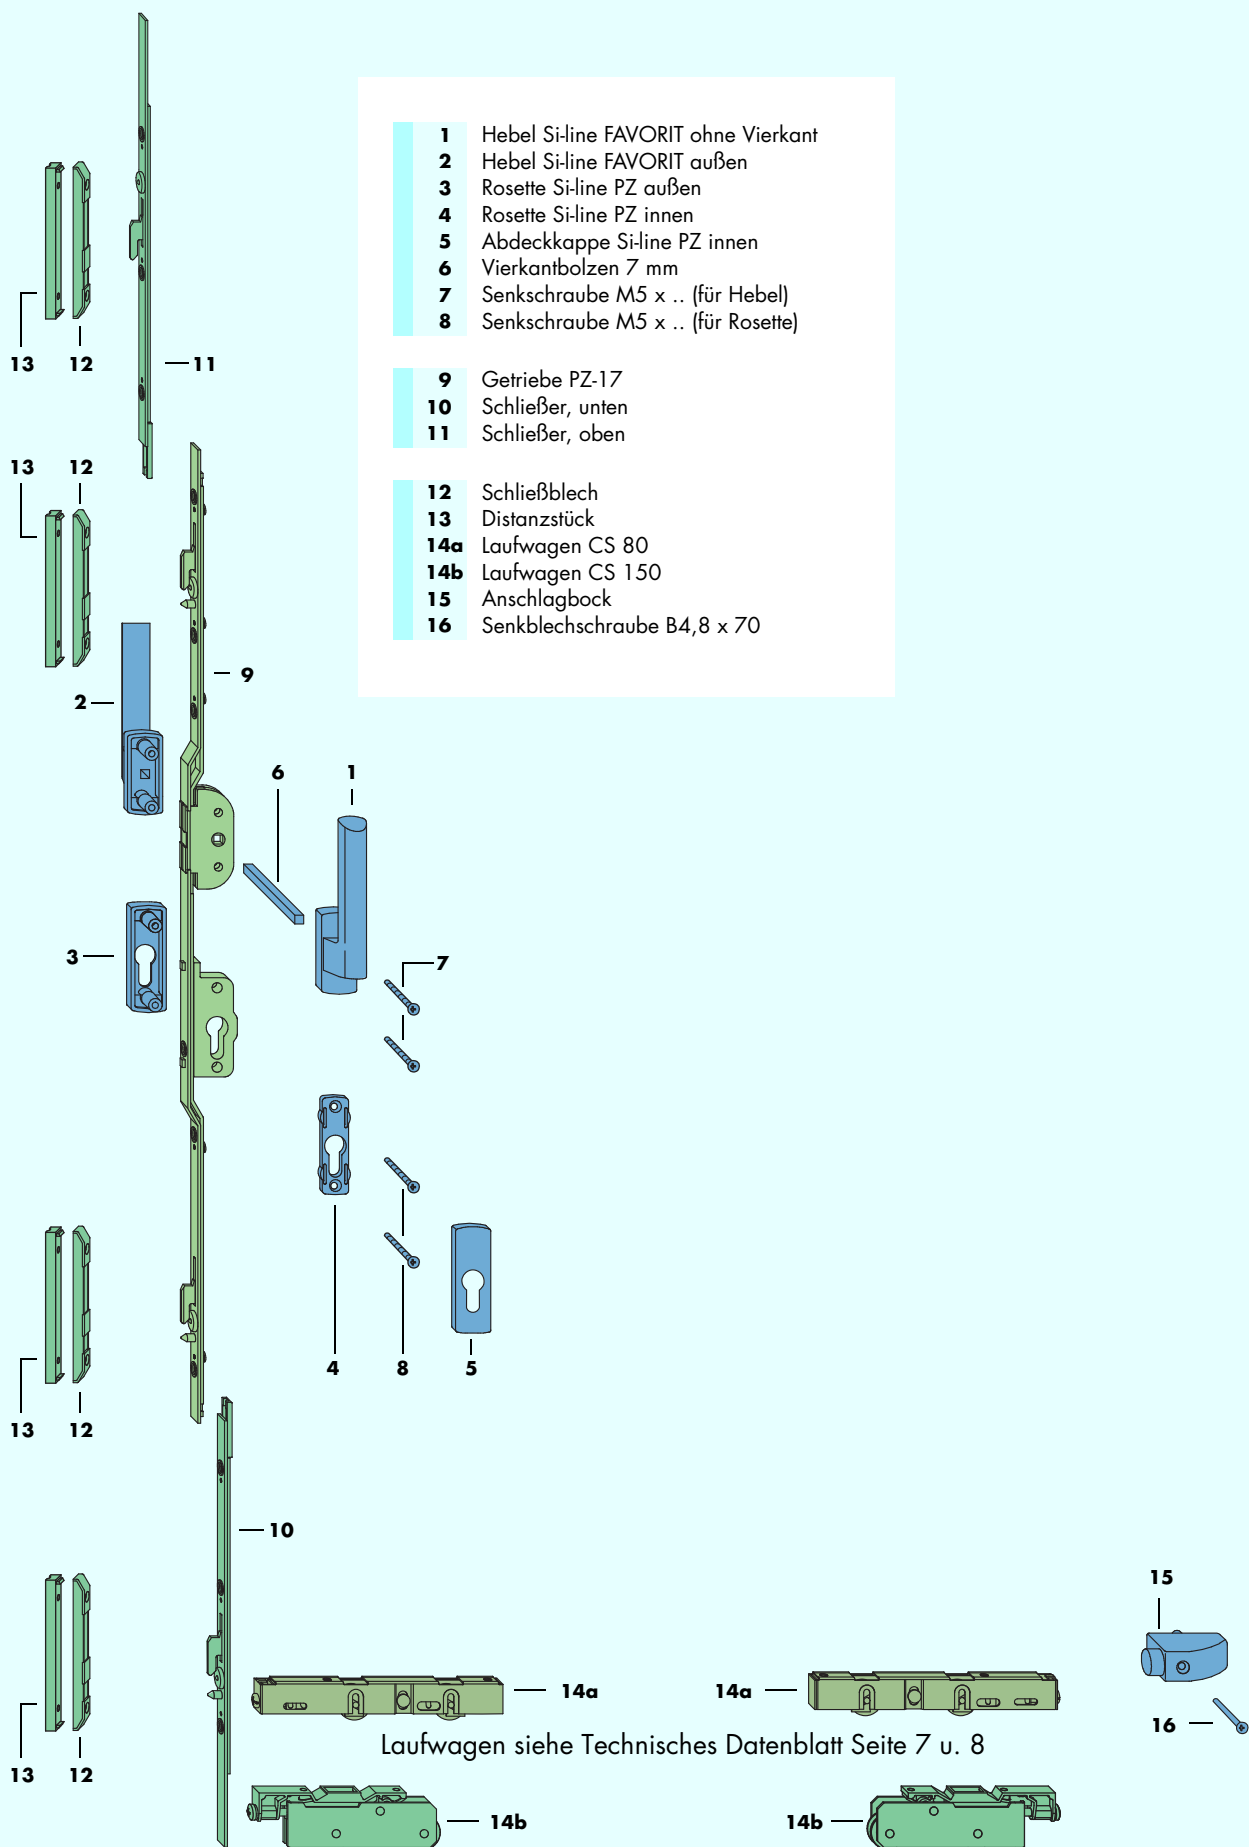 1 Hebel Si-line FAVORIT ohne Vierkant
2 Hebel Si-line FAVORIT außen
3 Rosette Si-line PZ außen
4 Rosette Si-line PZ innen
5 Abdeckkappe Si-line PZ innen
6 Vierkantbolzen 7 mm
7 Senkschraube M5 x .. (für Hebel)
8 Senkschraube M5 x .. (für Rosette)
9 Getriebe PZ-17
10 Schließer, unten
11 Schließer, oben
12 Schließblech
13 Distanzstück
14a Laufwagen CS 80
14b Laufwagen CS 150
15 Anschlagbock
16 Senkblechschraube B4,8 x 70
13 12 11
13 12
9
2
6 1
3 7
4 8 5
13 12
10
15
14a 14a
16
Laufwagen siehe Technisches Datenblatt Seite 7 u. 8
13 12
14b 14b